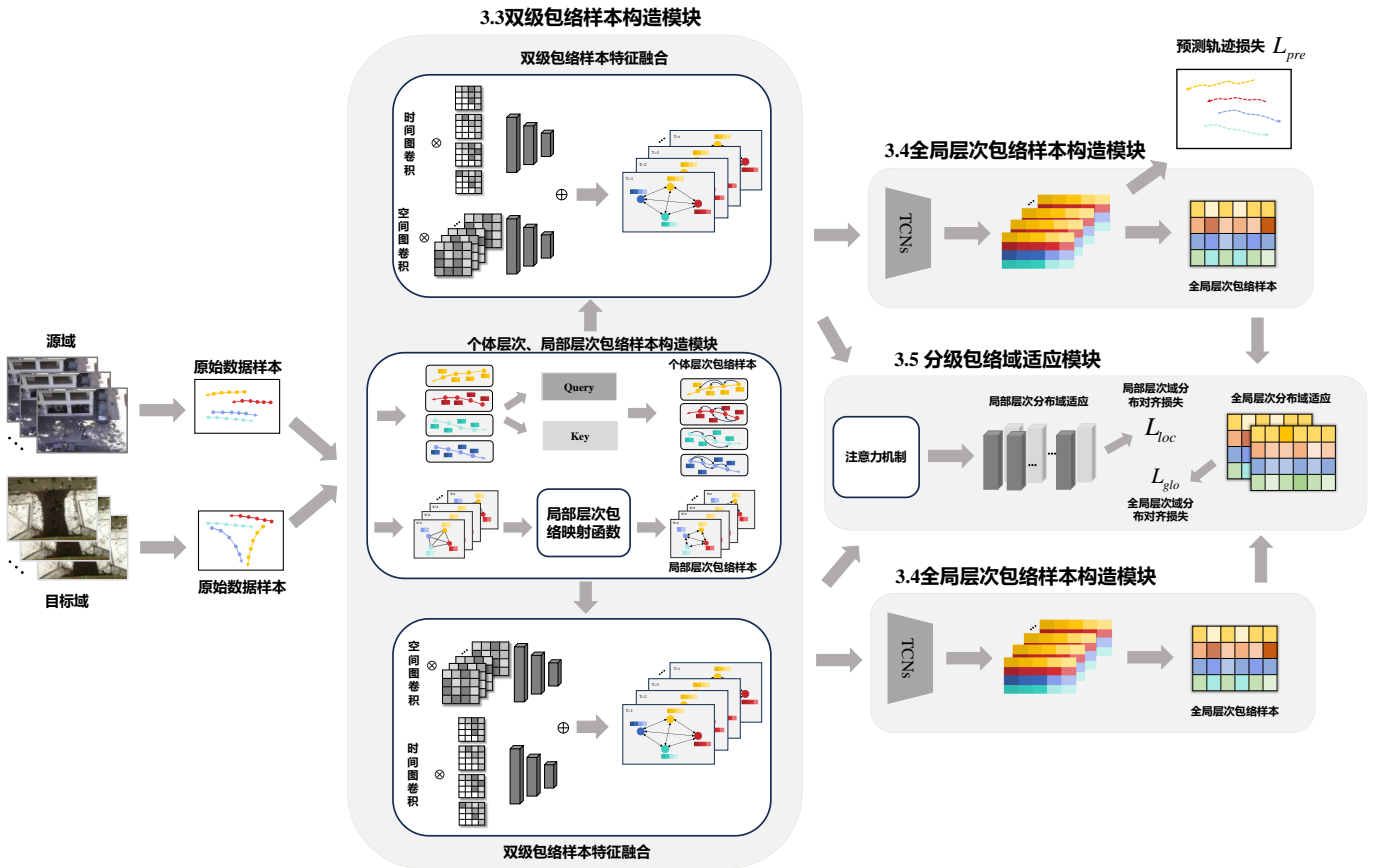 3.3双级包络样本构造模块
双级包络样本特征融合
时间图卷积
空间图卷积
预测轨迹损失 L_pre
3.4全局层次包络样本构造模块
TCNs
全局层次包络样本
源域
原始数据样本
目标域
原始数据样本
个体层次、局部层次包络样本构造模块
个体层次包络样本
Query
Key
局部层次包
络映射函数
局部层次包络样本
3.5 分级包络域适应模块
注意力机制
局部层次分布域适应
...
...
局部层次域分
布对齐损失
L_loc
L_glo
全局层次域分
布对齐损失
全局层次分布域适应
空间图卷积
时间图卷积
双级包络样本特征融合
3.4全局层次包络样本构造模块
TCNs
全局层次包络样本